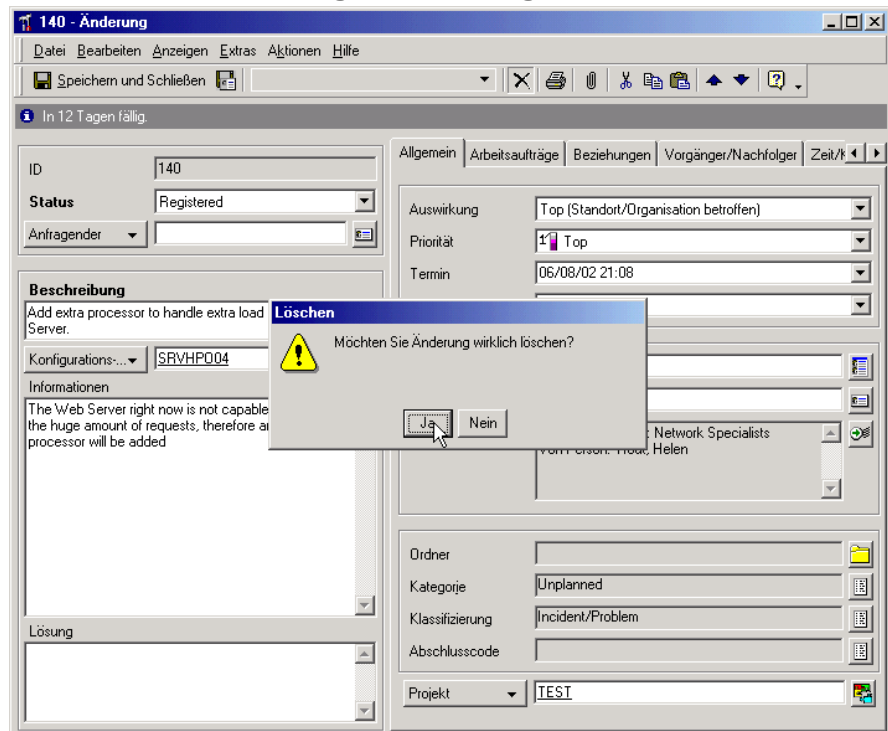 140 - Änderung
Datei Bearbeiten Anzeigen Extras Aktionen Hilfe
Speichern und Schließen
In 12 Tagen fällig.
ID 140
Status Registered
Anfragender
Beschreibung
Add extra processor to handle extra load
Server.
Konfigurations-... SRVHPO04
Informationen
The Web Server right now is not capable
the huge amount of requests, therefore
processor will be added
Lösung
Allgemein Arbeitsaufträge Beziehungen Vorgänger/Nachfolger Zeit/
Auswirkung Top (Standort/Organisation betroffen)
Priorität Top
Termin 06/08/02 21:08
Löschen
Möchten Sie Änderung wirklich löschen?
Ja Nein
Network Specialists
Helen
Ordner
Kategorie Unplanned
Klassifizierung Incident/Problem
Abschlusscode
Projekt TEST